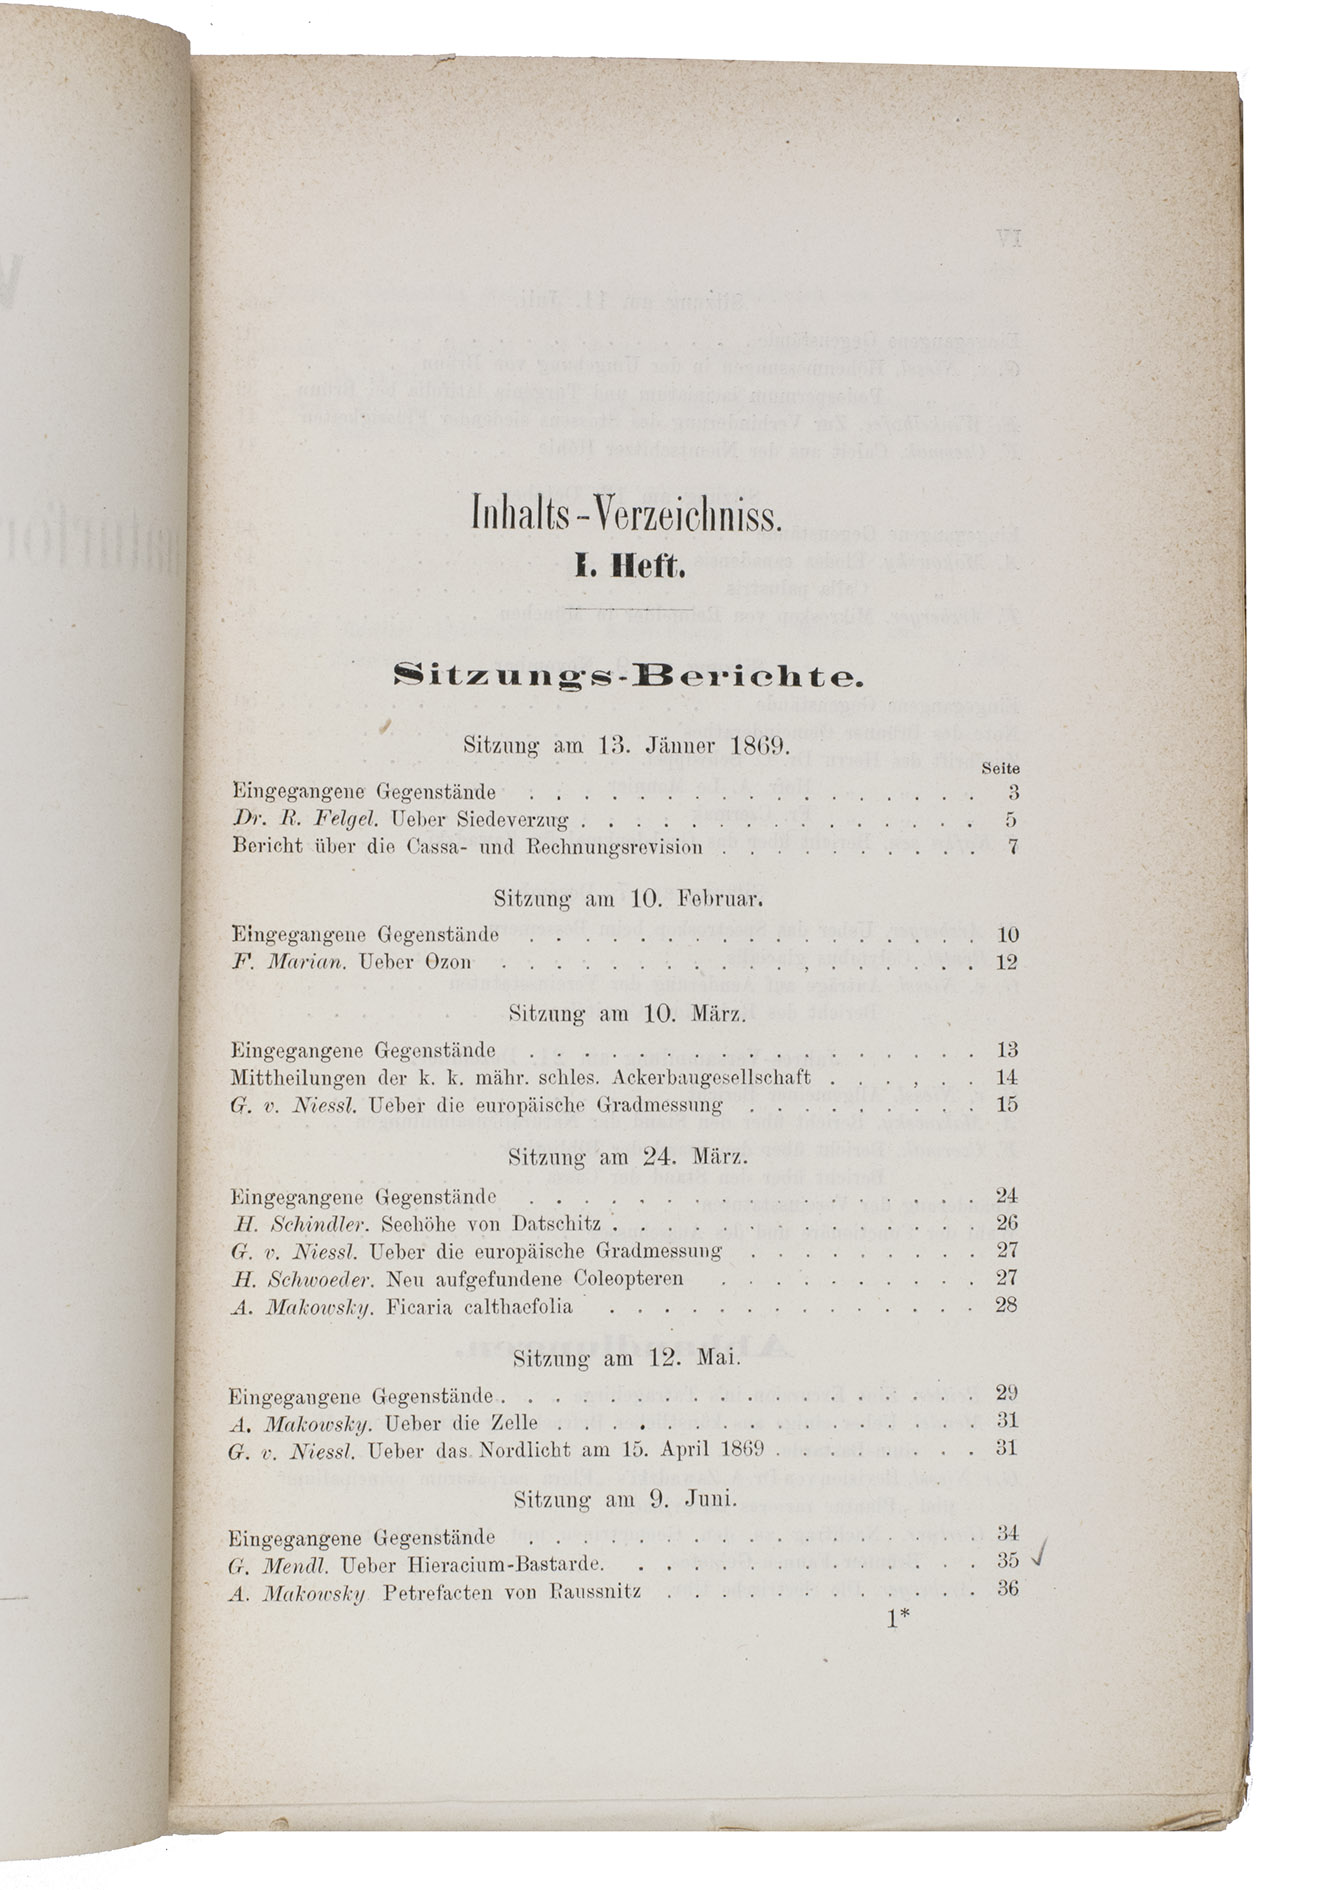 Inhalts-Verzeichniss.
I. Heft.
Sitzungs-Berichte.
Sitzung am 13. Jänner 1869.
Seite
Eingegangene Gegenstände . . . . . . . . . . . . . . . . . 3
Dr. R. Felgel. Ueber Siedeverzug . . . . . . . . . . . . . . . 5
Bericht über die Cassa- und Rechnungsrevision . . . . . . . . . . 7
Sitzung am 10. Februar.
Eingegangene Gegenstände . . . . . . . . . . . . . . . . . 10
F. Marian. Ueber Ozon . . . . . . . . . . . . . . . . . . 12
Sitzung am 10. März.
Eingegangene Gegenstände . . . . . . . . . . . . . . . . . 13
Mittheilungen der k. k. mähr. schles. Ackerbaugesellschaft . . . . . . 14
G. v. Niessl. Ueber die europäische Gradmessung . . . . . . . . . 15
Sitzung am 24. März.
Eingegangene Gegenstände . . . . . . . . . . . . . . . . . 24
H. Schindler. Seehöhe von Datschitz . . . . . . . . . . . . . . 26
G. v. Niessl. Ueber die europäische Gradmessung . . . . . . . . . 27
H. Schwoeder. Neu aufgefundene Coleopteren . . . . . . . . . . 27
A. Makowsky. Ficaria calthaefolia . . . . . . . . . . . . . . 28
Sitzung am 12. Mai.
Eingegangene Gegenstände . . . . . . . . . . . . . . . . . . 29
A. Makowsky. Ueber die Zelle . . . . . . . . . . . . . . . . 31
G. v. Niessl. Ueber das Nordlicht am 15. April 1869 . . . . . . . . 31
Sitzung am 9. Juni.
Eingegangene Gegenstände . . . . . . . . . . . . . . . . . 34
G. Mendl. Ueber Hieracium-Bastarde. . . . . . . . . . . . . . 35
A. Makowsky. Petrefacten von Raussnitz . . . . . . . . . . . . 36
1*